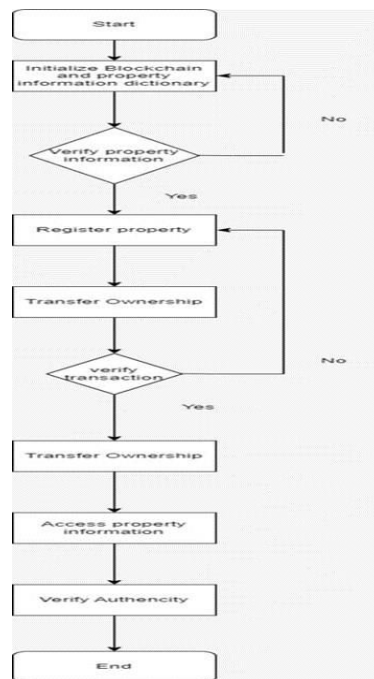 Start
Initialize Blockchain
and property
information dictionary
No
Verify property
information
Yes
Register property
Transfer Ownership
No
verify
transaction
Yes
Transfer Ownership
Access property
information
Verify Authencity
End